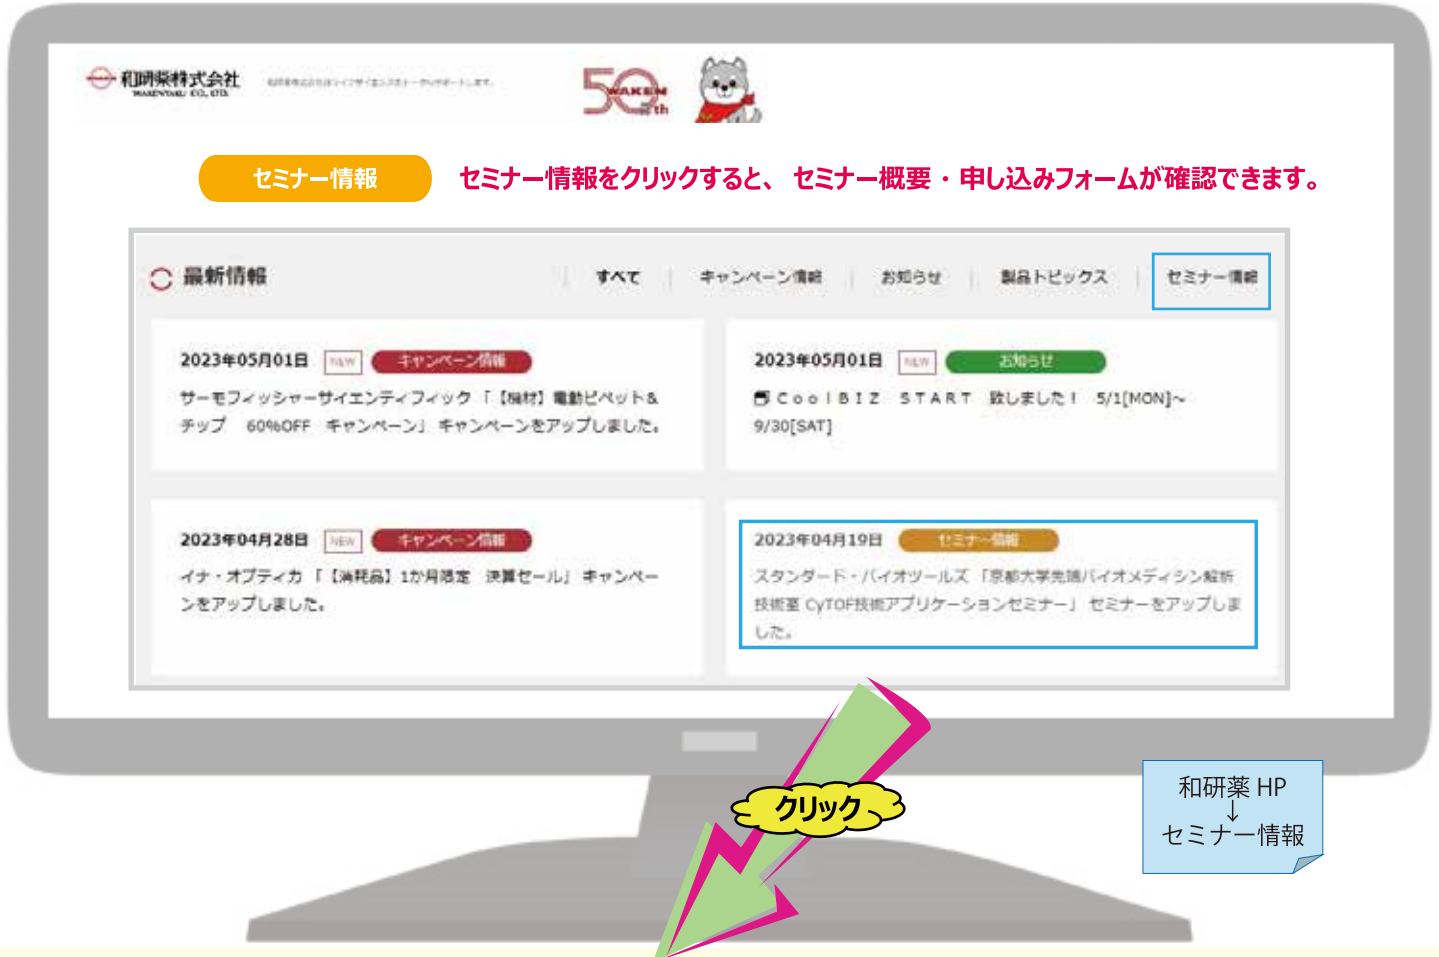 和研薬株式会社
WAKENYAKU CO., LTD.
50th
WAKEN
セミナー情報
セミナー情報をクリックすると、セミナー概要・申し込みフォームが確認できます。
最新情報
すべて
キャンペーン情報
お知らせ
製品トピックス
セミナー情報
2023年05月01日 NEW キャンペーン情報
サーモフィッシャーサイエンティフィック「【機材】電動ピペット&
チップ 60%OFF キャンペーン」キャンペーンをアップしました。
2023年05月01日 NEW お知らせ
CoolBIZ START 致しました! 5/1[MON]~
9/30[SAT]
2023年04月28日 NEW キャンペーン情報
イナ・オプティカ「【消耗品】1か月限定 決算セール」キャンペー
ンをアップしました。
2023年04月19日 セミナー情報
スタンダード・バイオツールズ「京都大学先端バイオメディシン解析
技術室 CyTOF技術アプリケーションセミナー」セミナーをアップしま
した。
クリック
和研薬 HP
↓
セミナー情報